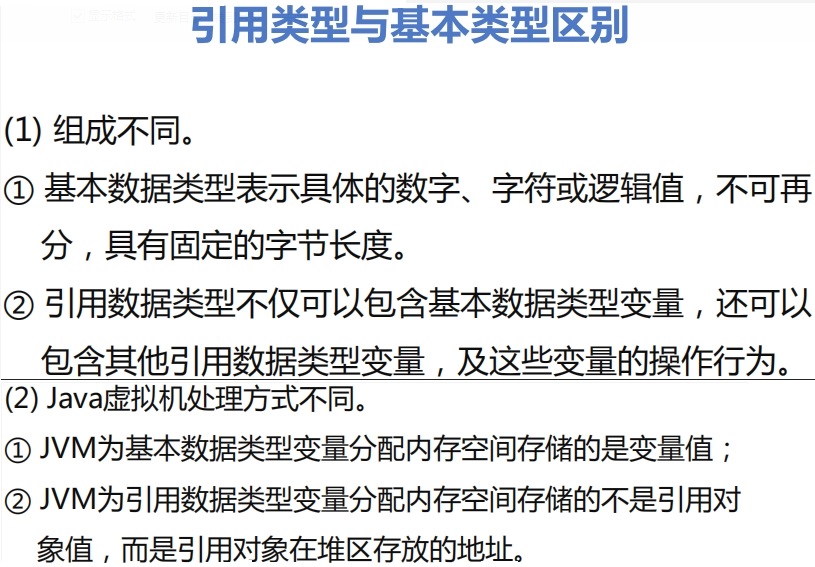 引用类型与基本类型区别
(1) 组成不同。
① 基本数据类型表示具体的数字、字符或逻辑值，不可再
分，具有固定的字节长度。
② 引用数据类型不仅可以包含基本数据类型变量，还可以
包含其他引用数据类型变量，及这些变量的操作行为。
(2) Java虚拟机处理方式不同。
① JVM为基本数据类型变量分配内存空间存储的是变量值；
② JVM为引用数据类型变量分配内存空间存储的不是引用对
象值，而是引用对象在堆区存放的地址。